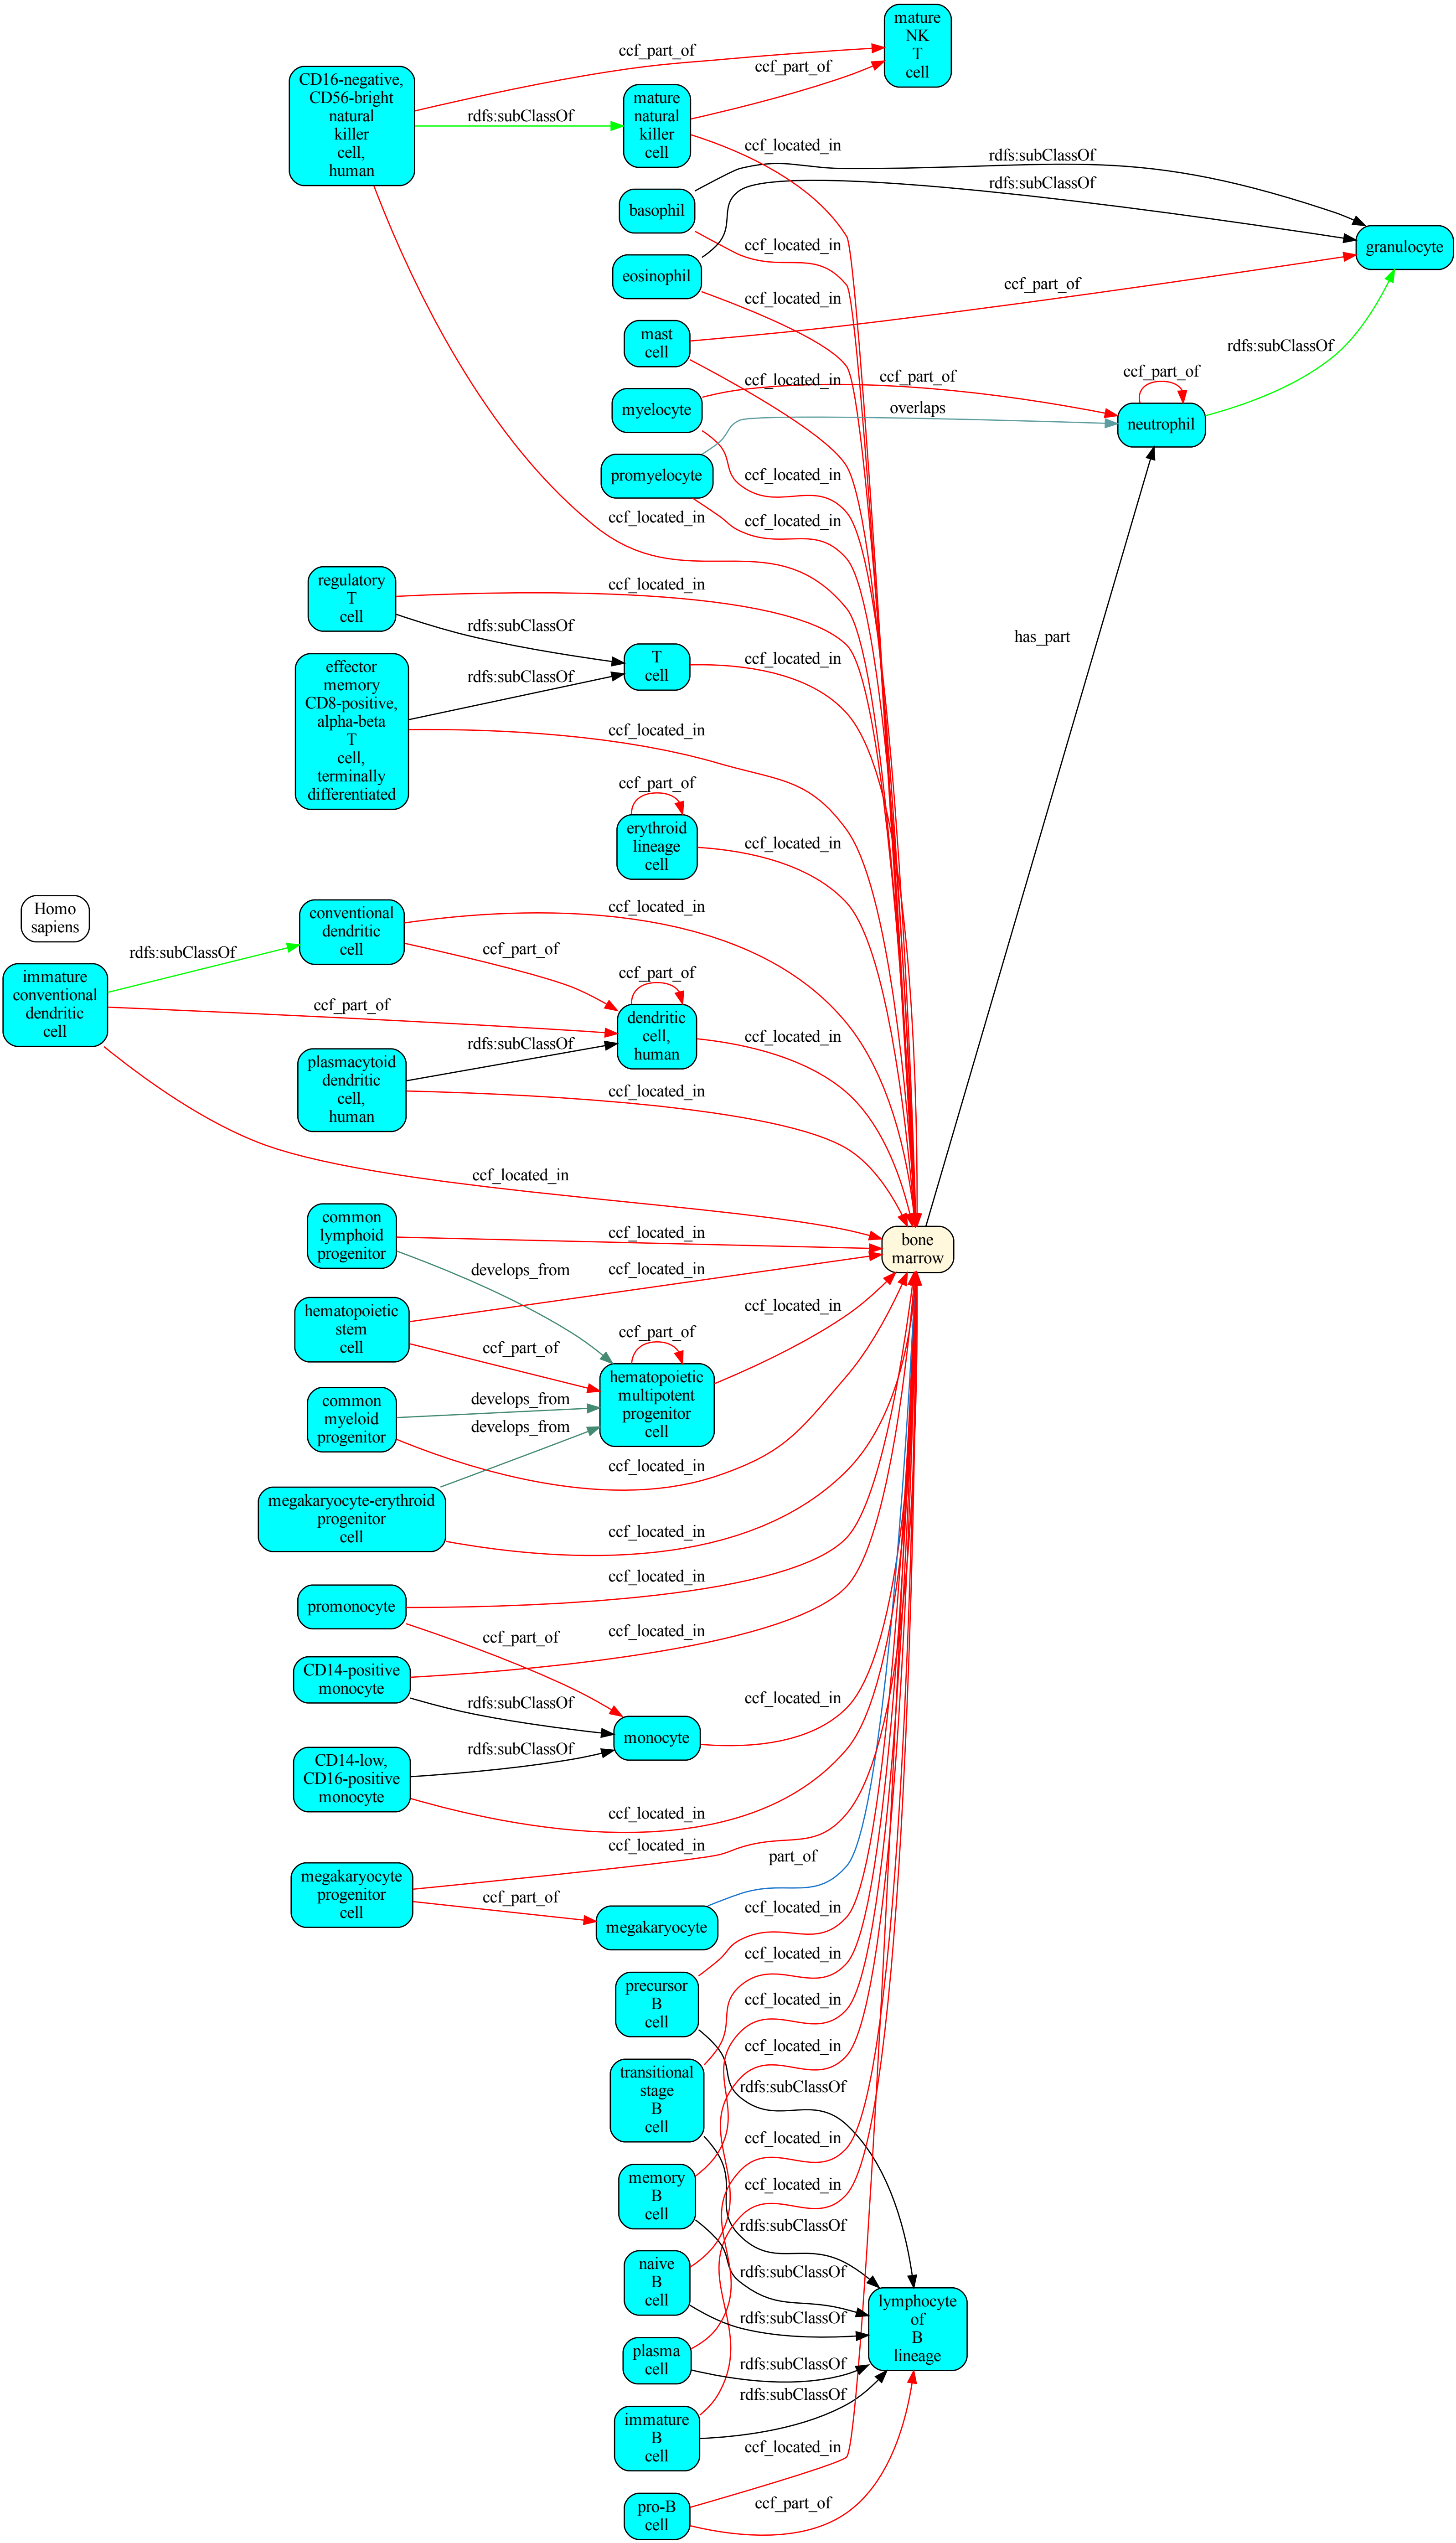 mature
NK
T
cell
ccf_part_of
ccf_part_of
CD16-negative,
CD56-bright
natural
killer
cell,
human
rdfs:subClassOf
mature
natural
killer
cell
ccf_located_in
rdfs:subClassOf
rdfs:subClassOf
basophil
ccf_located_in
granulocyte
eosinophil
ccf_located_in
ccf_part_of
mast
cell
ccf_located_in
ccf_part_of
rdfs:subClassOf
ccf_part_of
myelocyte
overlaps
neutrophil
promyelocyte
ccf_located_in
ccf_located_in
ccf_located_in
regulatory
T
cell
ccf_located_in
rdfs:subClassOf
has_part
T
cell
ccf_located_in
effector
memory
CD8-positive,
alpha-beta
T
cell,
terminally
differentiated
rdfs:subClassOf
ccf_located_in
ccf_part_of
erythroid
lineage
cell
ccf_located_in
Homo
sapiens
conventional
dendritic
cell
ccf_located_in
rdfs:subClassOf
ccf_part_of
immature
conventional
dendritic
cell
ccf_part_of
ccf_part_of
dendritic
cell,
human
ccf_located_in
rdfs:subClassOf
plasmacytoid
dendritic
cell,
human
ccf_located_in
ccf_located_in
common
lymphoid
progenitor
ccf_located_in
bone
marrow
develops_from
ccf_located_in
hematopoietic
stem
cell
ccf_located_in
ccf_part_of
ccf_part_of
hematopoietic
multipotent
progenitor
cell
common
myeloid
progenitor
develops_from
develops_from
ccf_located_in
megakaryocyte-erythroid
progenitor
cell
ccf_located_in
promonocyte
ccf_located_in
ccf_part_of
ccf_located_in
CD14-positive
monocyte
rdfs:subClassOf
ccf_located_in
monocyte
rdfs:subClassOf
CD14-low,
CD16-positive
monocyte
ccf_located_in
ccf_located_in
part_of
megakaryocyte
progenitor
cell
ccf_part_of
megakaryocyte
ccf_located_in
ccf_located_in
precursor
B
cell
ccf_located_in
ccf_located_in
transitional
stage
B
cell
rdfs:subClassOf
ccf_located_in
memory
B
cell
ccf_located_in
rdfs:subClassOf
rdfs:subClassOf
naive
B
cell
rdfs:subClassOf
lymphocyte
of
B
lineage
plasma
cell
rdfs:subClassOf
rdfs:subClassOf
immature
B
cell
ccf_located_in
pro-B
cell
ccf_part_of